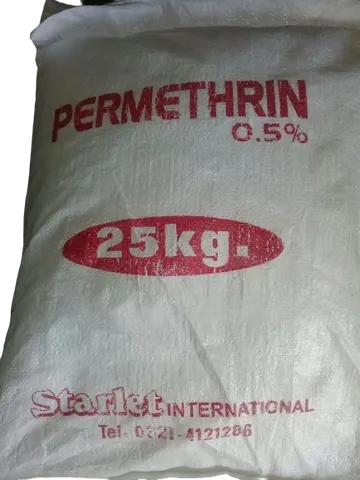 PERMETHRIN
0.5%
25kg.
Starlet INTERNATIONAL
Tel: 0321-4121286